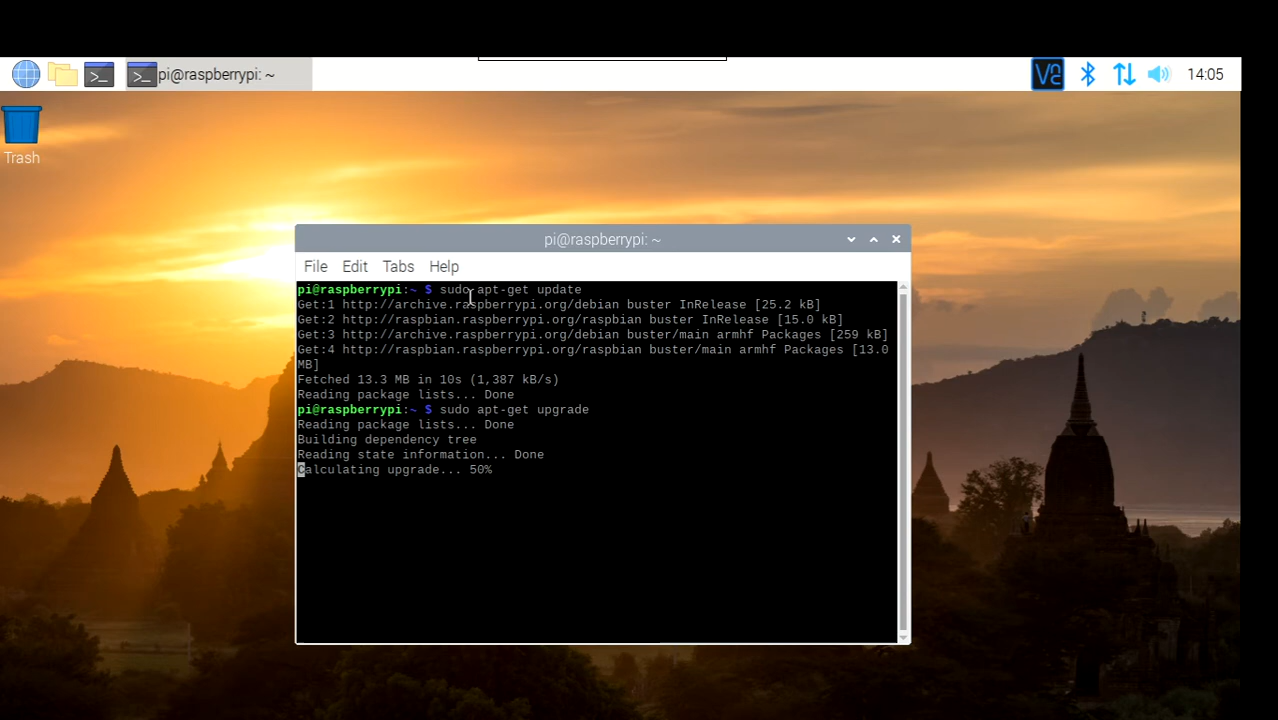 pi@raspberrypi: ~
14:05
Trash
pi@raspberrypi: ~
File Edit Tabs Help
pi@raspberrypi:~ $ sudo apt-get update
Get:1 http://archive.raspberrypi.org/debian buster InRelease [25.2 kB]
Get:2 http://raspbian.raspberrypi.org/raspbian buster InRelease [15.0 kB]
Get:3 http://archive.raspberrypi.org/debian buster/main armhf Packages [259 kB]
Get:4 http://raspbian.raspberrypi.org/raspbian buster/main armhf Packages [13.0
MB]
Fetched 13.3 MB in 10s (1,387 kB/s)
Reading package lists... Done
pi@raspberrypi:~ $ sudo apt-get upgrade
Reading package lists... Done
Building dependency tree
Reading state information... Done
Calculating upgrade... 50%